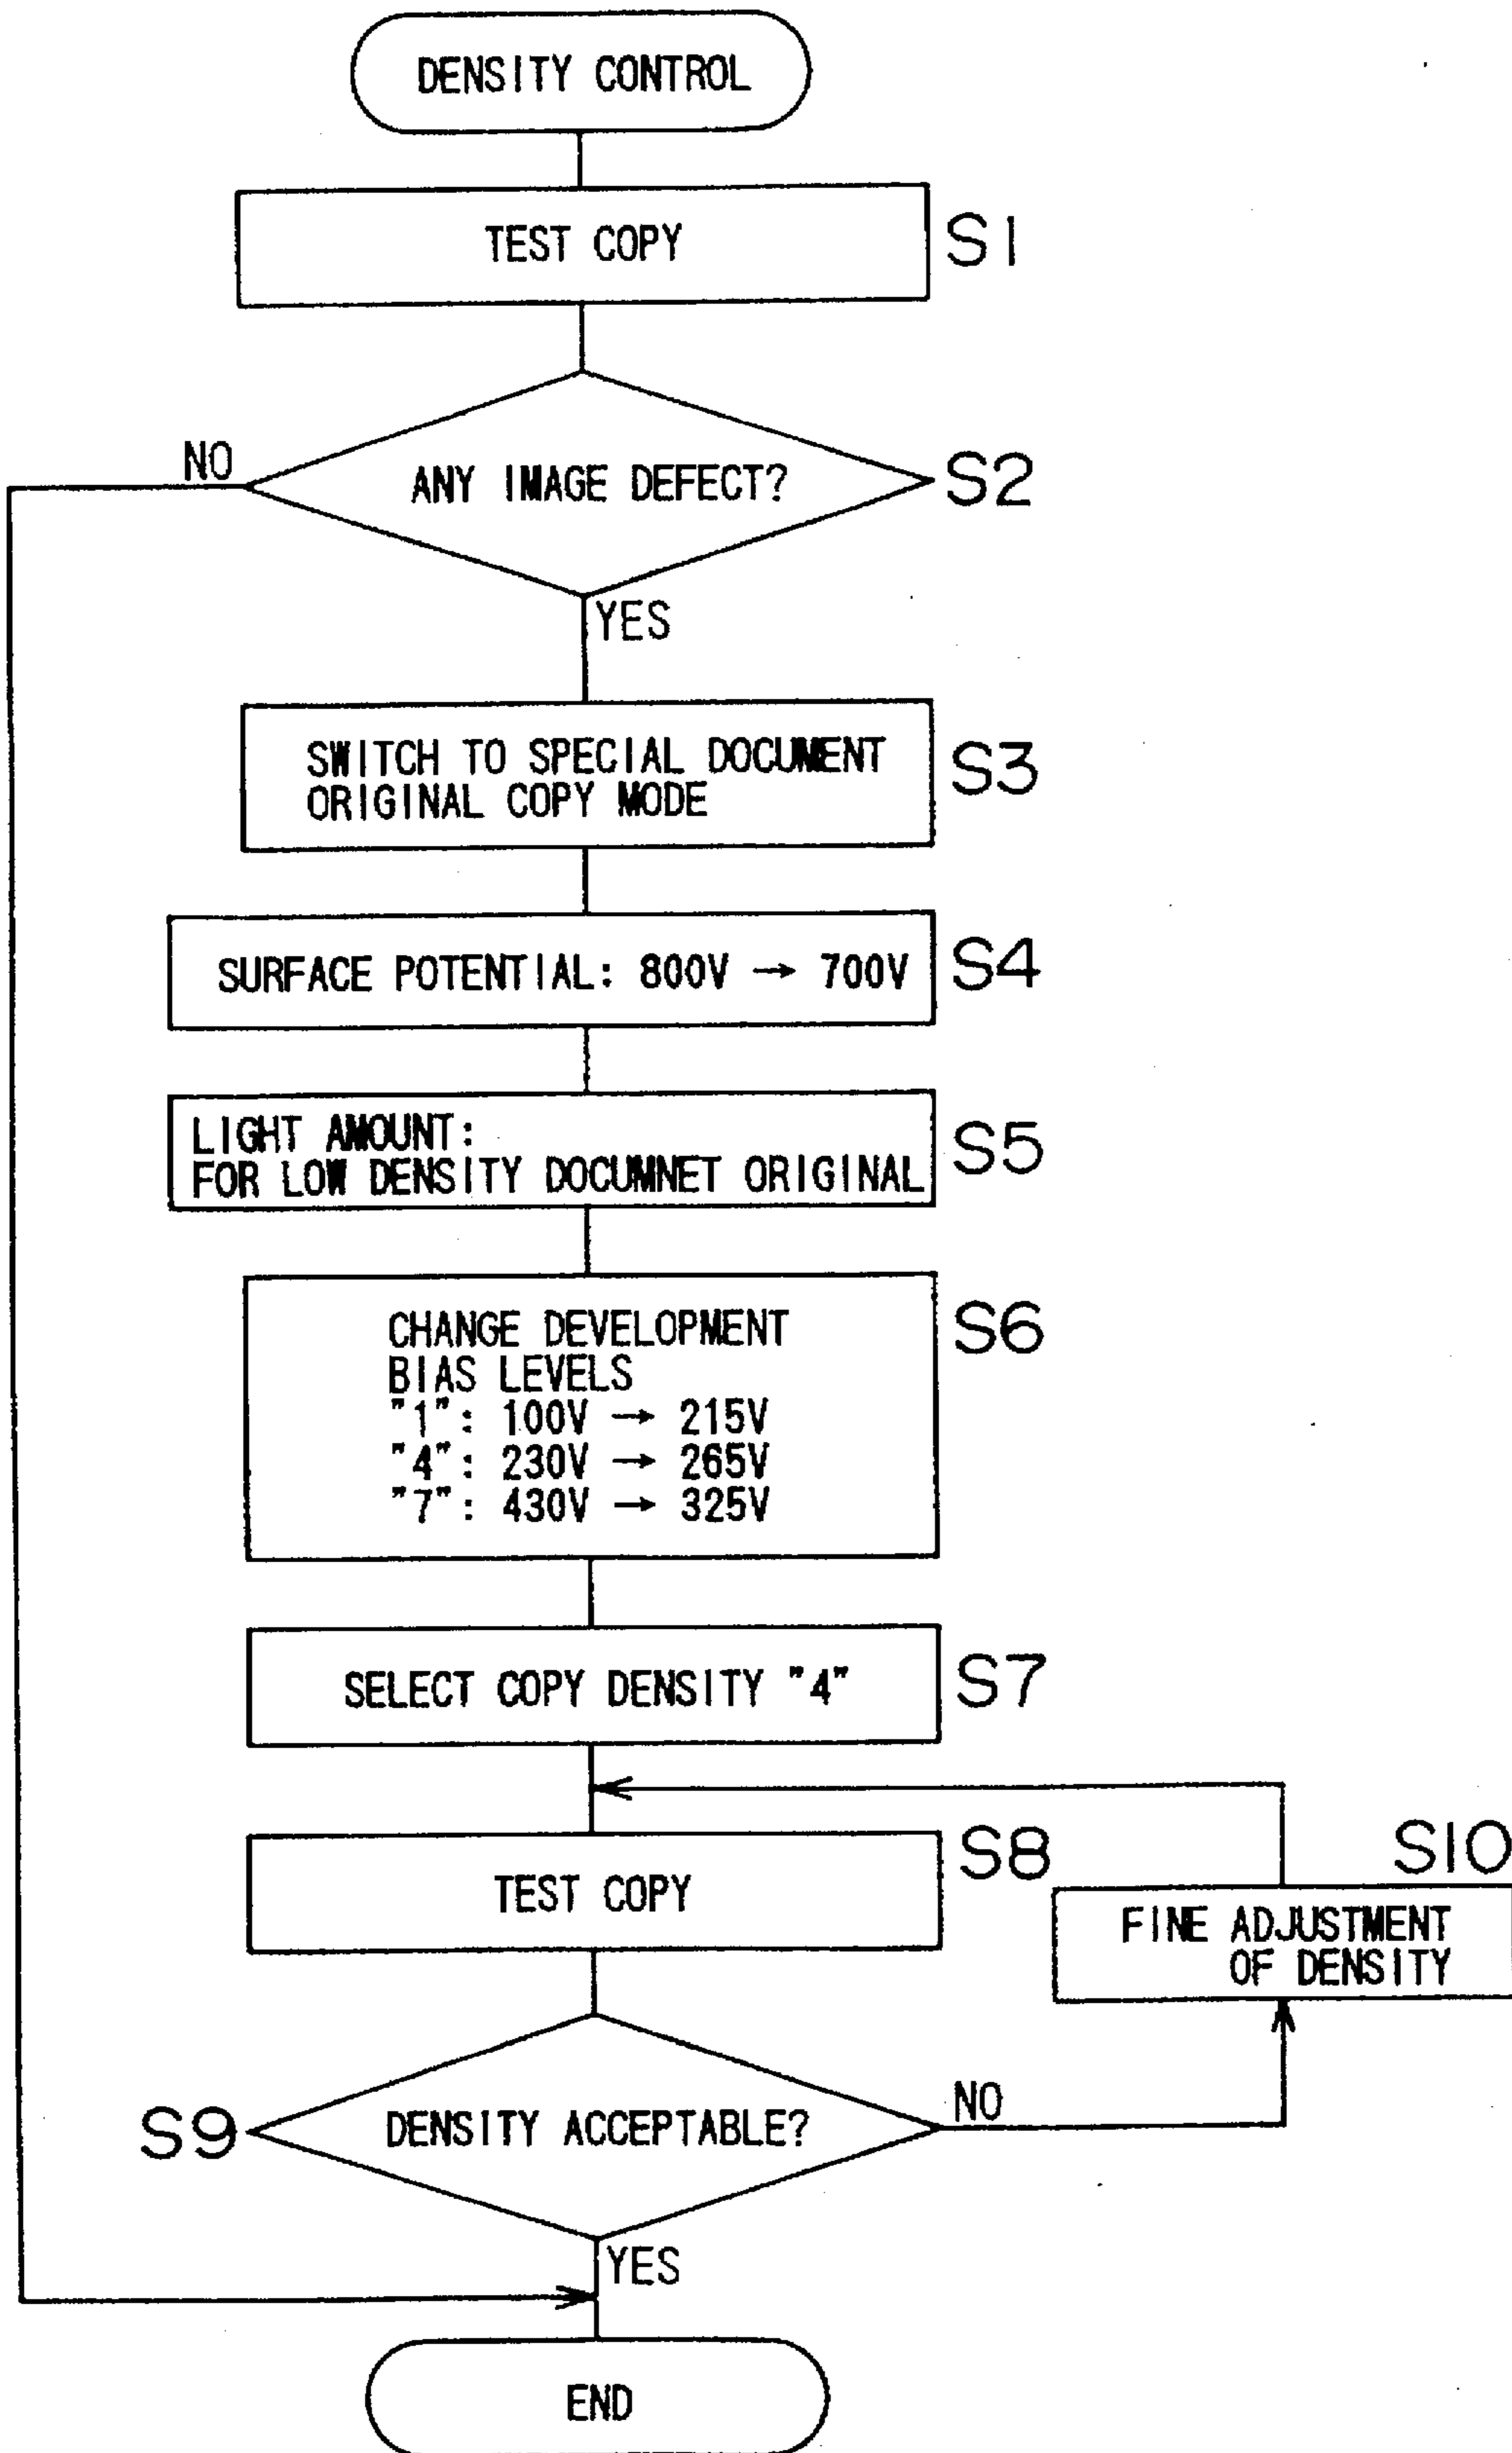 DENSITY CONTROL
TEST COPY
S1
NO
ANY IMAGE DEFECT?
S2
YES
SWITCH TO SPECIAL DOCUMENT
ORIGINAL COPY MODE
S3
SURFACE POTENTIAL: 800V → 700V
S4
LIGHT AMOUNT:
FOR LOW DENSITY DOCUMNET ORIGINAL
S5
CHANGE DEVELOPMENT
BIAS LEVELS
"1": 100V → 215V
"4": 230V → 265V
"7": 430V → 325V
S6
SELECT COPY DENSITY "4"
S7
TEST COPY
S8
S10
FINE ADJUSTMENT
OF DENSITY
S9
DENSITY ACCEPTABLE?
NO
YES
END